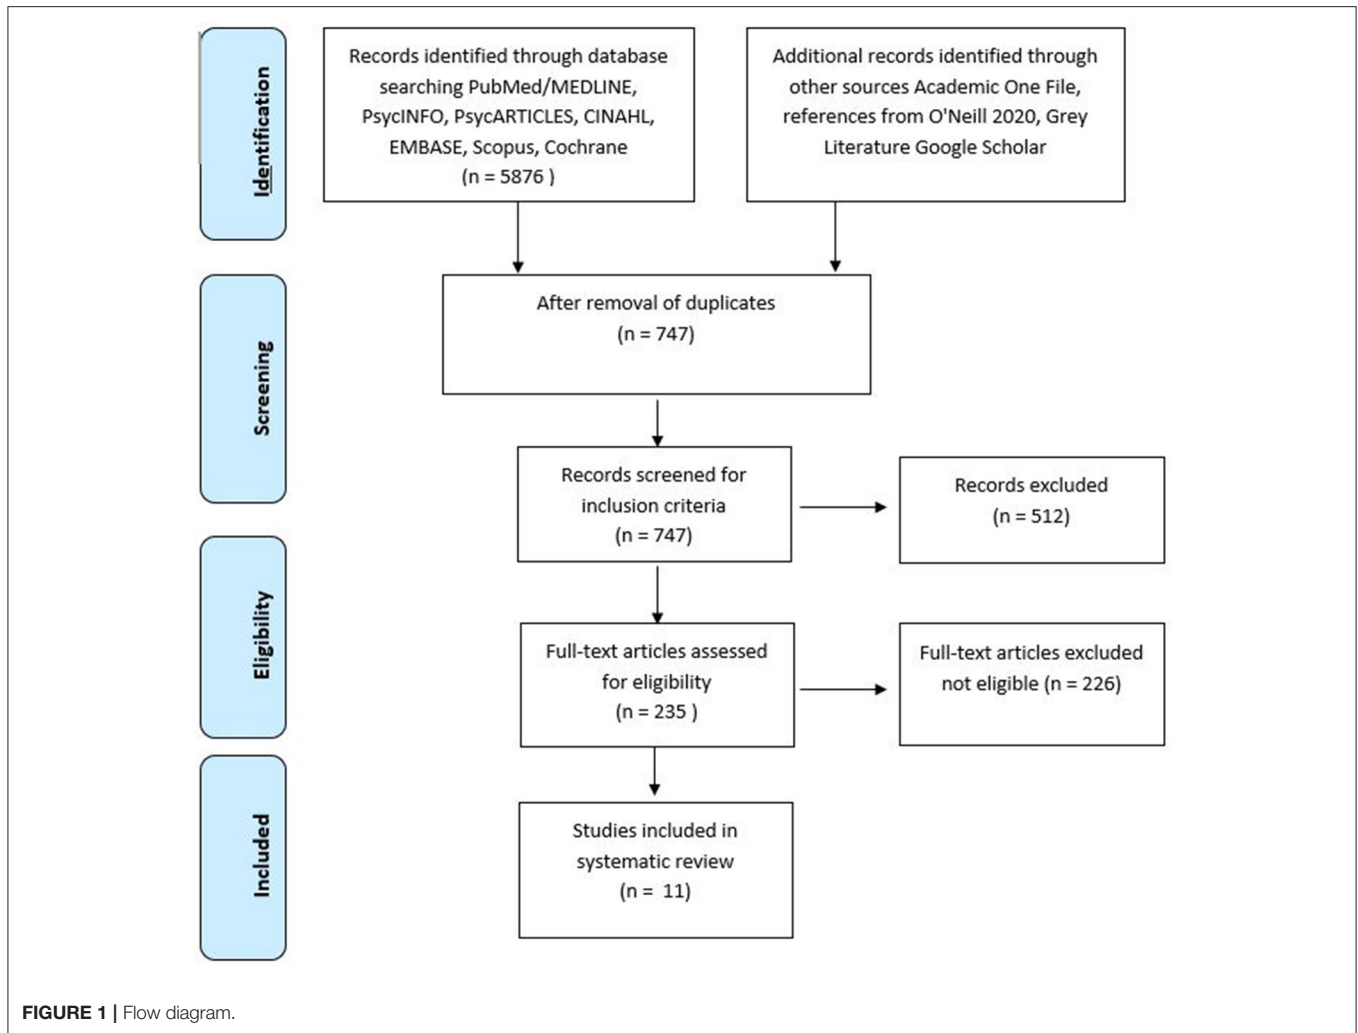 Identification
Records identified through database
searching PubMed/MEDLINE,
PsycINFO, PsycARTICLES, CINAHL,
EMBASE, Scopus, Cochrane
(n = 5876 )
Additional records identified through
other sources Academic One File,
references from O'Neill 2020, Grey
Literature Google Scholar
Screening
After removal of duplicates
(n = 747)
Records screened for
inclusion criteria
(n = 747)
Records excluded
(n = 512)
Eligibility
Full-text articles assessed
for eligibility
(n = 235 )
Full-text articles excluded
not eligible (n = 226)
Included
Studies included in
systematic review
(n =  11)
FIGURE 1 | Flow diagram.